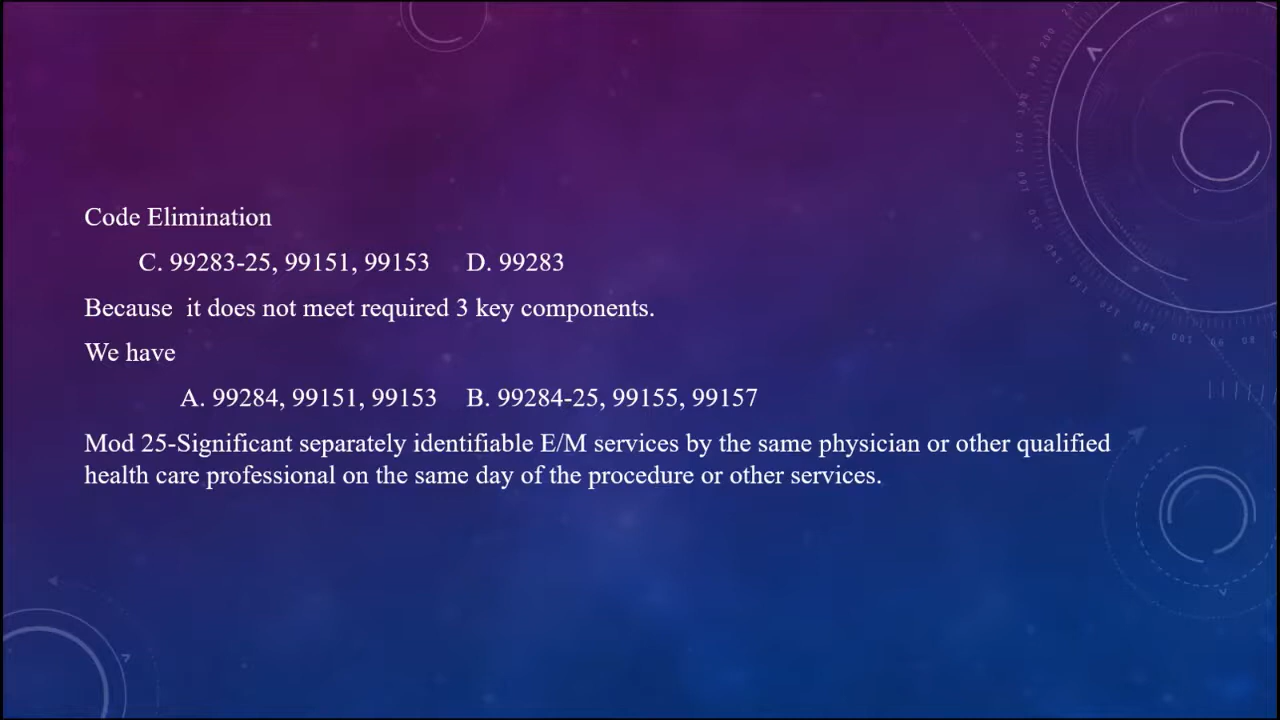 Code Elimination
C. 99283-25, 99151, 99153 D. 99283
Because it does not meet required 3 key components.
We have
A. 99284, 99151, 99153 B. 99284-25, 99155, 99157
Mod 25-Significant separately identifiable E/M services by the same physician or other qualified
health care professional on the same day of the procedure or other services.